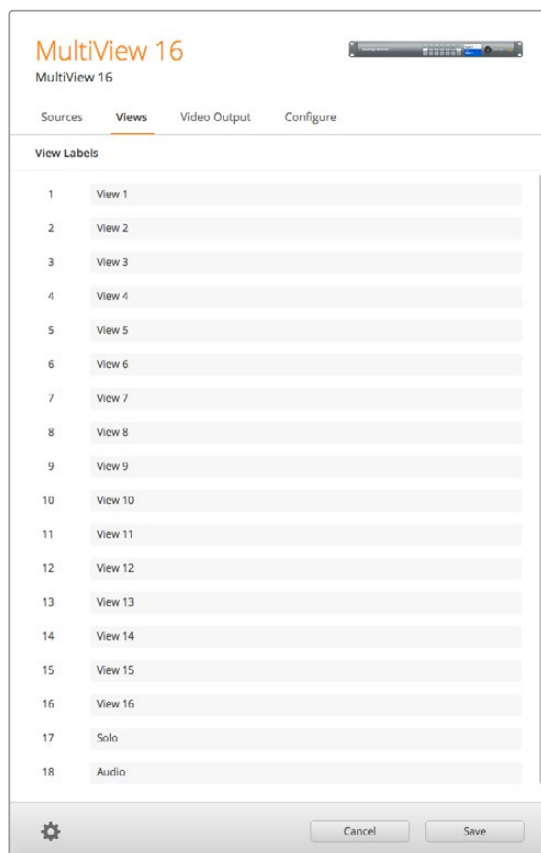 MultiView 16
MultiView 16
Sources Views Video Output Configure
View Labels
1 View 1
2 View 2
3 View 3
4 View 4
5 View 5
6 View 6
7 View 7
8 View 8
9 View 9
10 View 10
11 View 11
12 View 12
13 View 13
14 View 14
15 View 15
16 View 16
17 Solo
18 Audio
Cancel Save